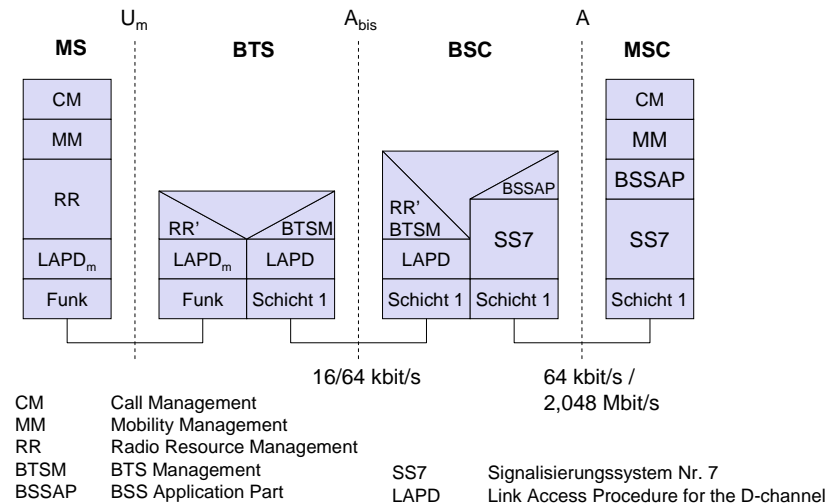 Um Abis A
MS BTS BSC MSC
CM CM
MM MM
RR BSSAP BSSAP
RR' BTSM RR' BTSM SS7 SS7
LAPDm LAPDm LAPD LAPD
Funk Funk Schicht 1 Schicht 1 Schicht 1 Schicht 1
16/64 kbit/s 64 kbit/s /
2,048 Mbit/s
CM Call Management
MM Mobility Management
RR Radio Resource Management
BTSM BTS Management
BSSAP BSS Application Part
SS7 Signalisierungssystem Nr. 7
LAPD Link Access Procedure for the D-channel